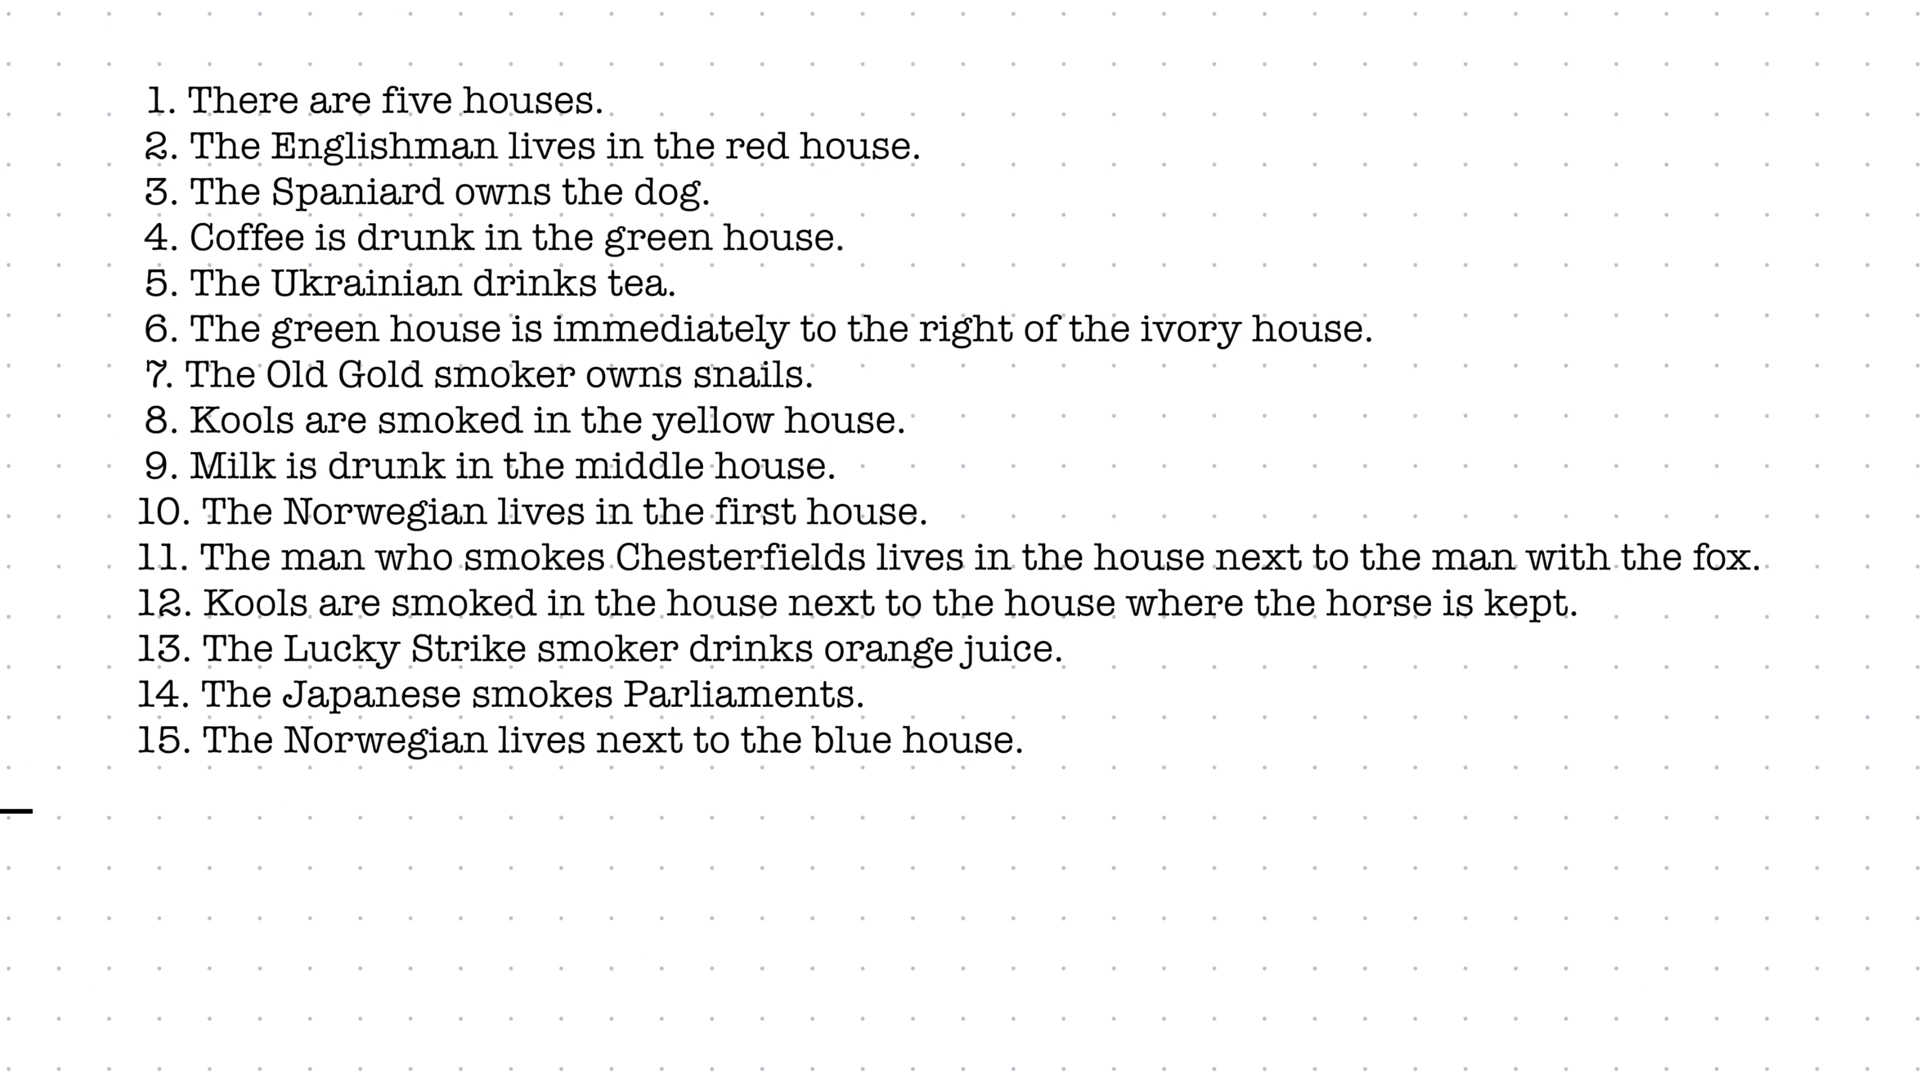 1. There are five houses.
2. The Englishman lives in the red house.
3. The Spaniard owns the dog.
4. Coffee is drunk in the green house.
5. The Ukrainian drinks tea.
6. The green house is immediately to the right of the ivory house.
7. The Old Gold smoker owns snails.
8. Kools are smoked in the yellow house.
9. Milk is drunk in the middle house.
10. The Norwegian lives in the first house.
11. The man who smokes Chesterfields lives in the house next to the man with the fox.
12. Kools are smoked in the house next to the house where the horse is kept.
13. The Lucky Strike smoker drinks orange juice.
14. The Japanese smokes Parliaments.
15. The Norwegian lives next to the blue house.